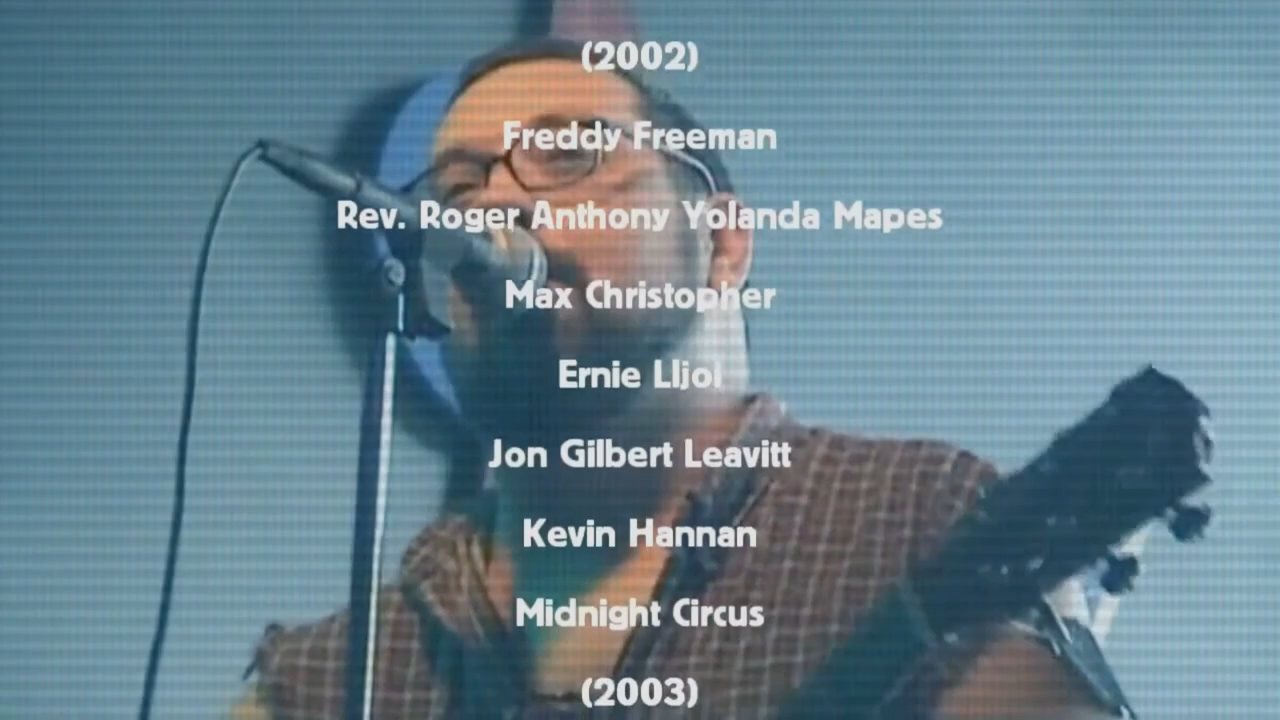 (2002)
Freddy Freeman
Rev. Roger Anthony Yolanda Mapes
Max Christopher
Ernie Lljoi
Jon Gilbert Leavitt
Kevin Hannan
Midnight Circus
(2003)